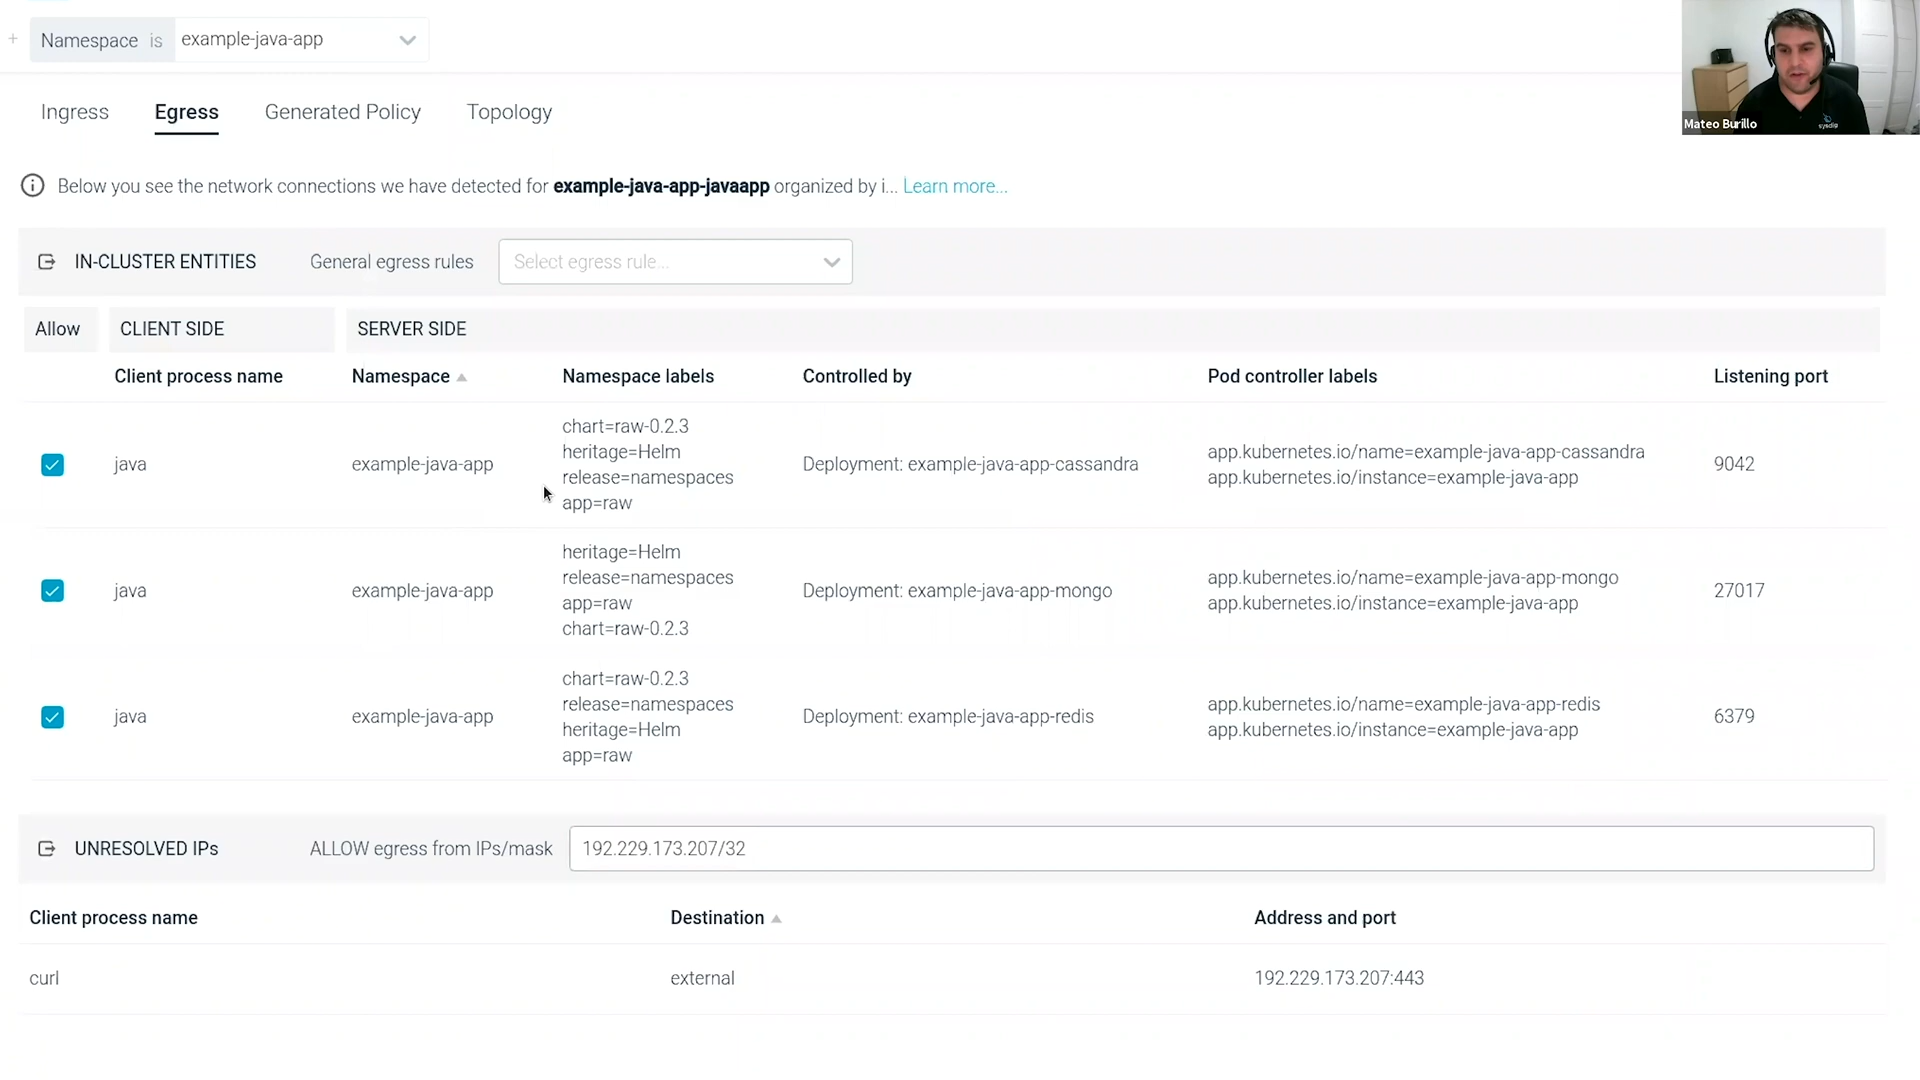 + Namespace is example-java-app
Mateo Burillo
sysdig
Ingress Egress Generated Policy Topology
Below you see the network connections we have detected for example-java-app-javaapp organized by i... Learn more...
IN-CLUSTER ENTITIES General egress rules Select egress rule...
Allow CLIENT SIDE SERVER SIDE
Client process name Namespace Namespace labels Controlled by Pod controller labels Listening port
chart=raw-0.2.3
heritage=Helm app.kubernetes.io/name=example-java-app-cassandra
java example-java-app Deployment: example-java-app-cassandra 9042
release=namespaces app.kubernetes.io/instance=example-java-app
app=raw
heritage=Helm
release=namespaces app.kubernetes.io/name=example-java-app-mongo
java example-java-app Deployment: example-java-app-mongo 27017
app=raw app.kubernetes.io/instance=example-java-app
chart=raw-0.2.3
chart=raw-0.2.3
release=namespaces app.kubernetes.io/name=example-java-app-redis
java example-java-app Deployment: example-java-app-redis 6379
heritage=Helm app.kubernetes.io/instance=example-java-app
app=raw
UNRESOLVED IPs ALLOW egress from IPs/mask 192.229.173.207/32
Client process name Destination Address and port
curl external 192.229.173.207:443